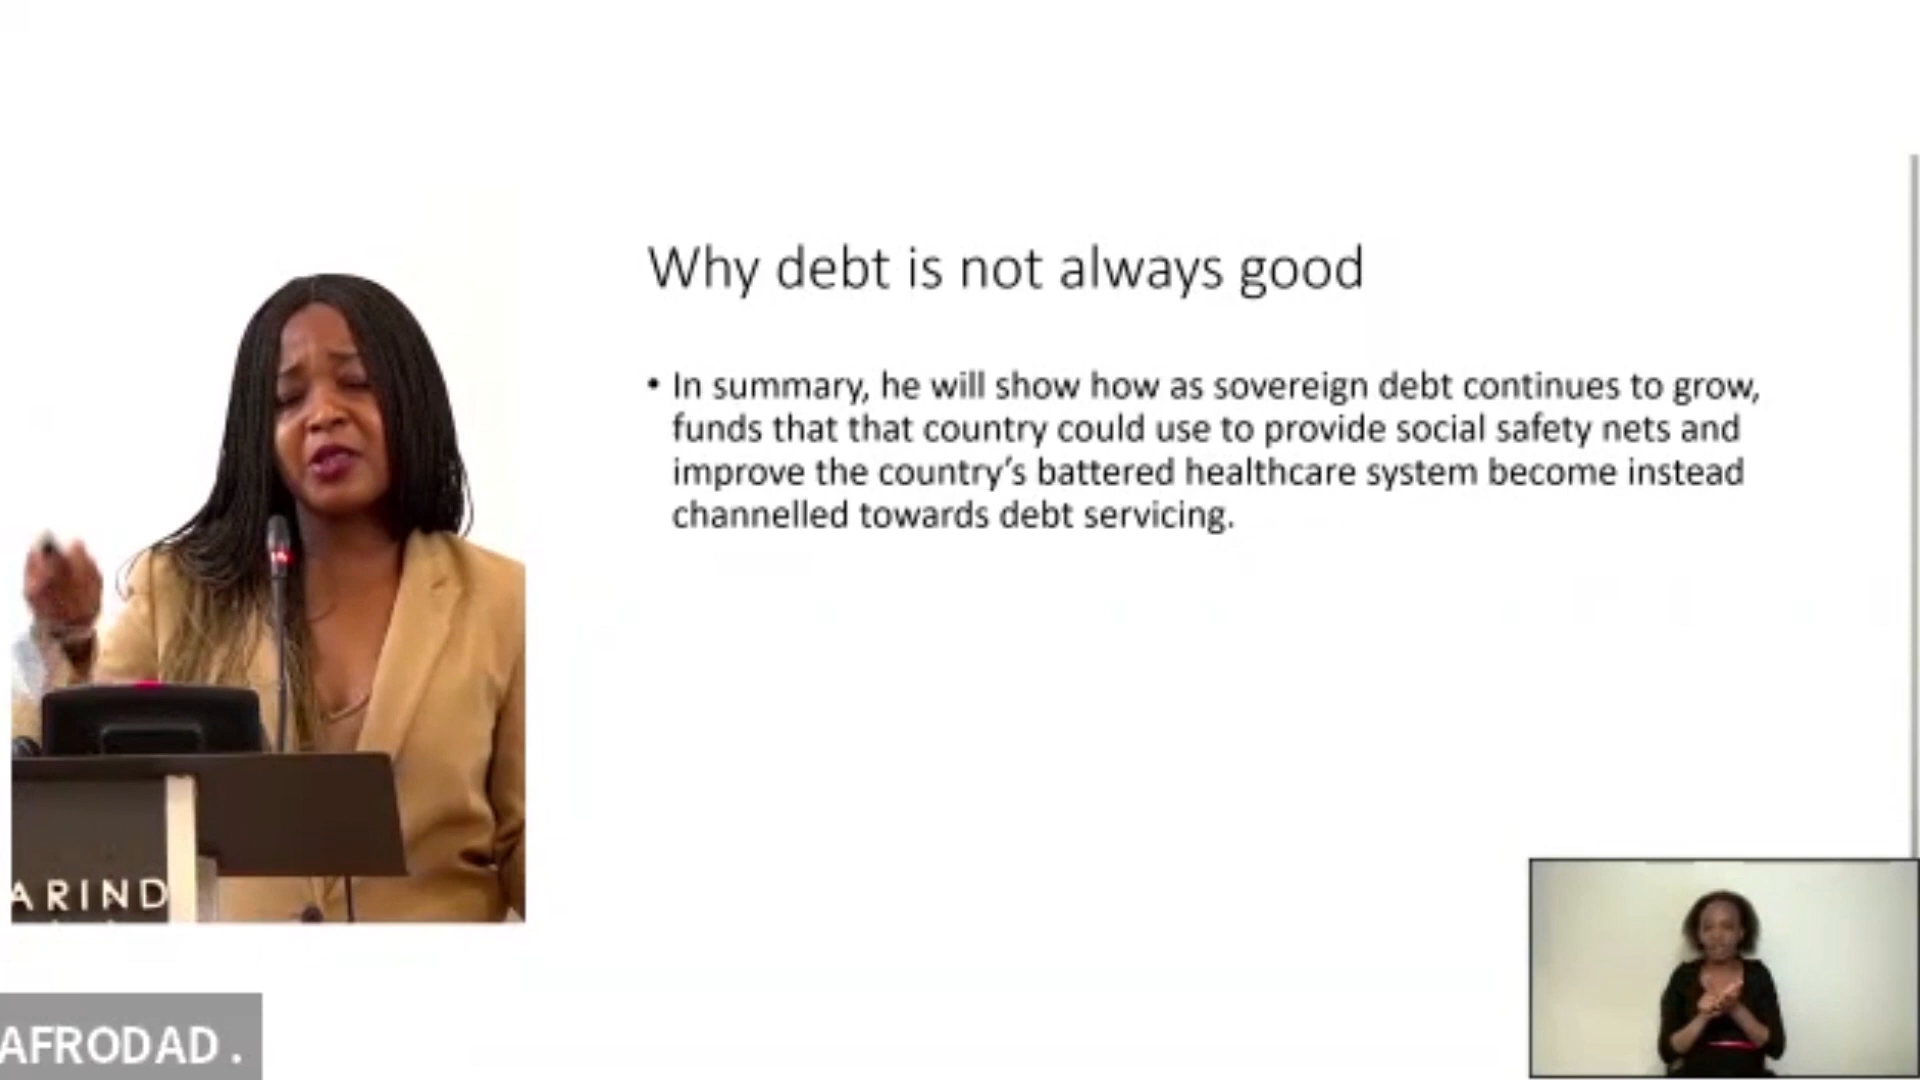 Why debt is not always good
• In summary, he will show how as sovereign debt continues to grow,
funds that that country could use to provide social safety nets and
improve the country's battered healthcare system become instead
channelled towards debt servicing.
ARIND
AFRODAD .